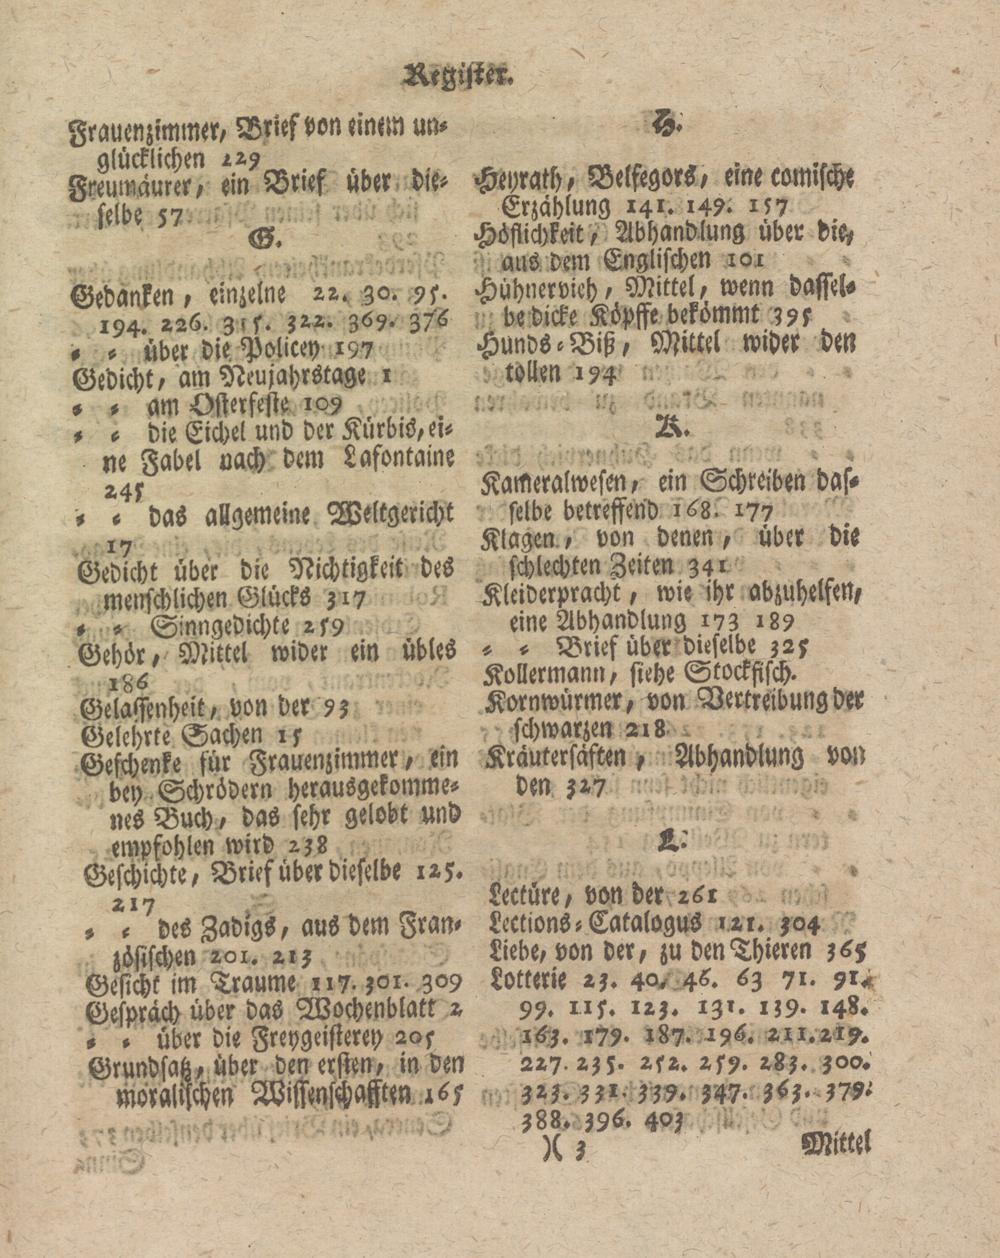 Register.
Frauenzimmer, Brief von einem un⸗
glücklichen 229
Freymäurer, ein Brief über die⸗
selbe 57
G.
Gedanken, einzelne 22. 30. 95.
194. 226. 315. 322. 369. 376
⸗ ⸗ über die Policey 197
Gedicht, am Neujahrstage 1
⸗ ⸗ am Osterfeste 109
⸗ ⸗ die Eichel und der Kürbis, ei⸗
ne Fabel nach dem Lafontaine
245
⸗ ⸗ das allgemeine Weltgericht
17
Gedicht über die Nichtigkeit des
menschlichen Glücks 317
⸗ ⸗ Sinngedichte 259
Gehör, Mittel wider ein übles
186
Gelassenheit, von der 93
Gelehrte Sachen 15
Geschenke für Frauenzimmer, ein
bey Schrödern herausgekomme⸗
nes Buch, das sehr gelobt und
empfohlen wird 238
Geschichte, Brief über dieselbe 125.
217
⸗ ⸗ des Zadigs, aus dem Fran⸗
zösischen 201. 213
Gesicht im Traume 117. 301. 309
Gespräch über das Wochenblatt 2
⸗ ⸗ über die Freygeisterey 205
Grundsatz, über den ersten, in den
moralischen Wissenschafften 165
H.
Heyrath, Belfegors, eine comische
Erzählung 141. 149. 157
Höflichkeit, Abhandlung über die,
aus dem Englischen 101
Hühnervieh, Mittel, wenn dassel⸗
be dicke Köpffe bekömmt 395
Hunds⸗Biß, Mittel wider den
tollen 194
K.
Kameralwesen, ein Schreiben das⸗
selbe betreffend 168. 177
Klagen, von denen, über die
schlechten Zeiten 341
Kleiderpracht, wie ihr abzuhelfen,
eine Abhandlung 173 189
⸗ ⸗ Brief über dieselbe 325
Kollermann, siehe Stockfisch.
Kornwürmer, von Vertreibung der
schwarzen 218
Kräutersäften, Abhandlung von
den 327
L.
Lectüre, von der 261
Lections⸗Catalogus 121. 304
Liebe, von der, zu den Thieren 365
Lotterie 23. 40. 46. 63 71. 91.
99. 115. 123. 131. 139. 148.
163. 179. 187. 196. 211. 219.
227. 235. 252. 259. 283. 300.
323. 331. 339. 347. 363. 379.
388. 396. 403
)( 3
Mittel